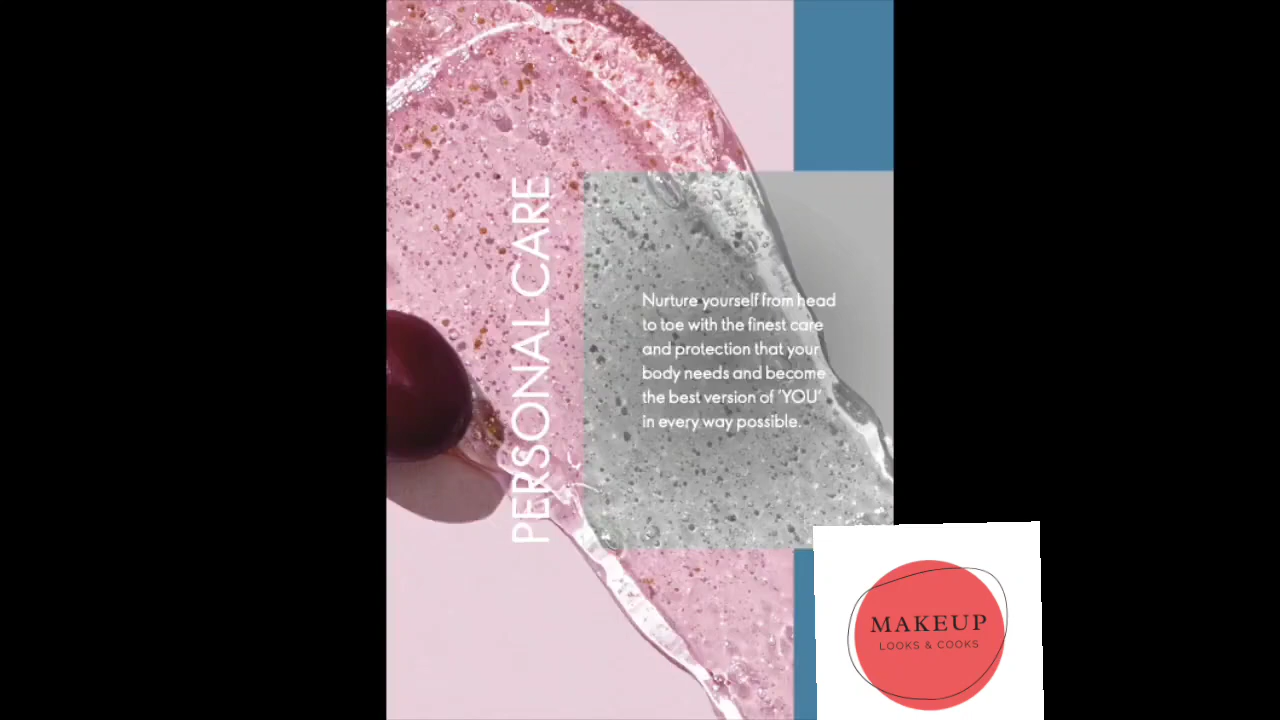 PERSONAL CARE
Nurture yourself from head
to toe with the finest care
and protection that your
body needs and become
the best version of 'YOU'
in every way possible.
MAKEUP
LOOKS & COOKS